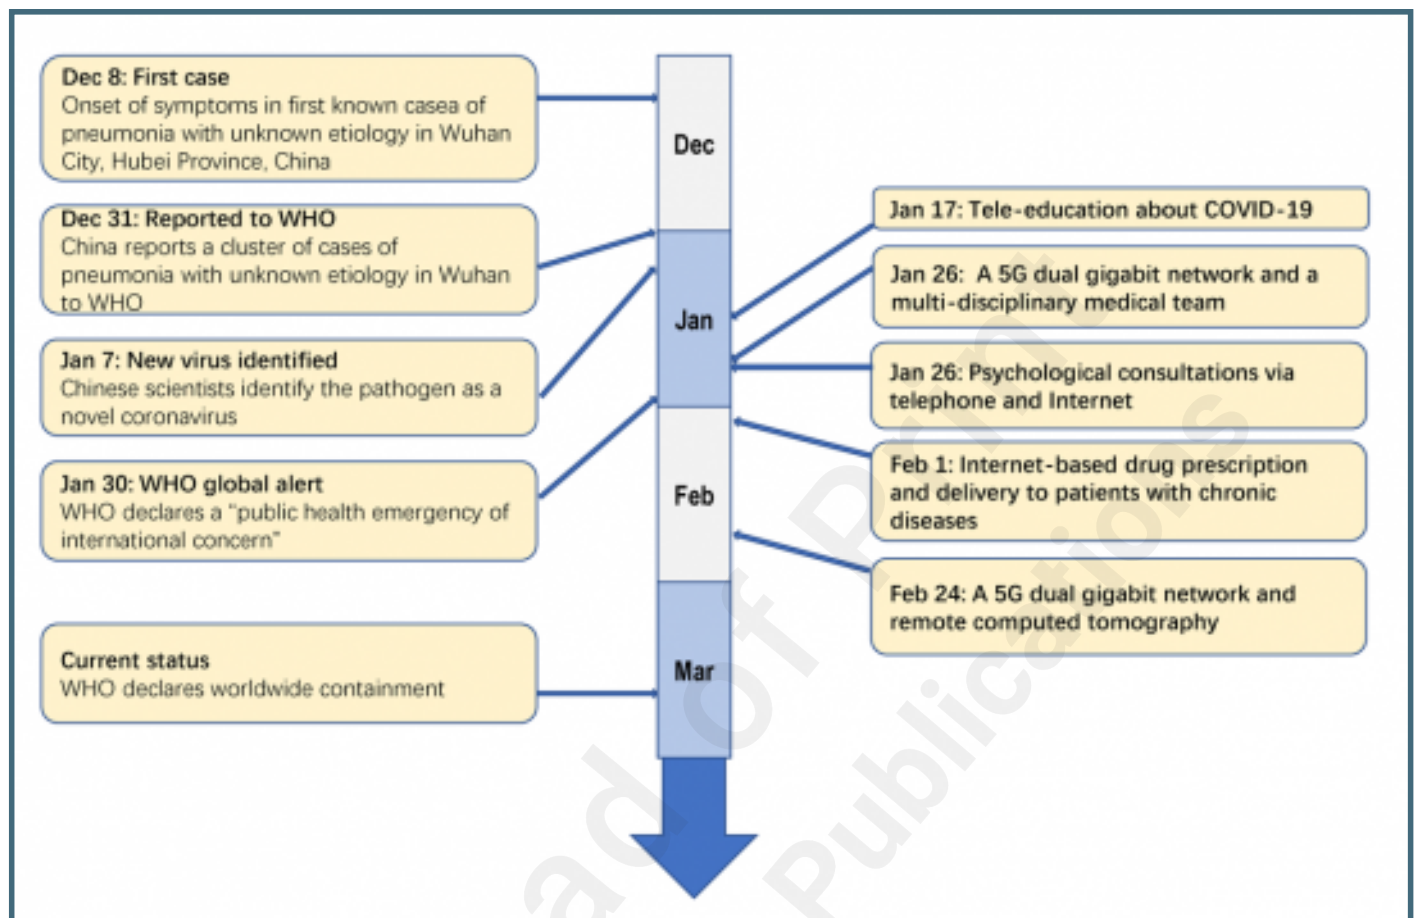 Dec 8: First case
Onset of symptoms in first known casea of
pneumonia with unknown etiology in Wuhan
City, Hubei Province, China
Dec 31: Reported to WHO
China reports a cluster of cases of
pneumonia with unknown etiology in Wuhan
to WHO
Jan 7: New virus identified
Chinese scientists identify the pathogen as a
novel coronavirus
Jan 30: WHO global alert
WHO declares a "public health emergency of
international concern"
Current status
WHO declares worldwide containment
Dec
Jan
Feb
Mar
Jan 17: Tele-education about COVID-19
Jan 26: A 5G dual gigabit network and a
multi-disciplinary medical team
Jan 26: Psychological consultations via
telephone and Internet
Feb 1: Internet-based drug prescription
and delivery to patients with chronic
diseases
Feb 24: A 5G dual gigabit network and
remote computed tomography
ad of Print
Publications